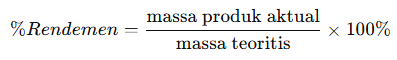 %Rendemen = massa produk aktual / massa teoritis × 100%